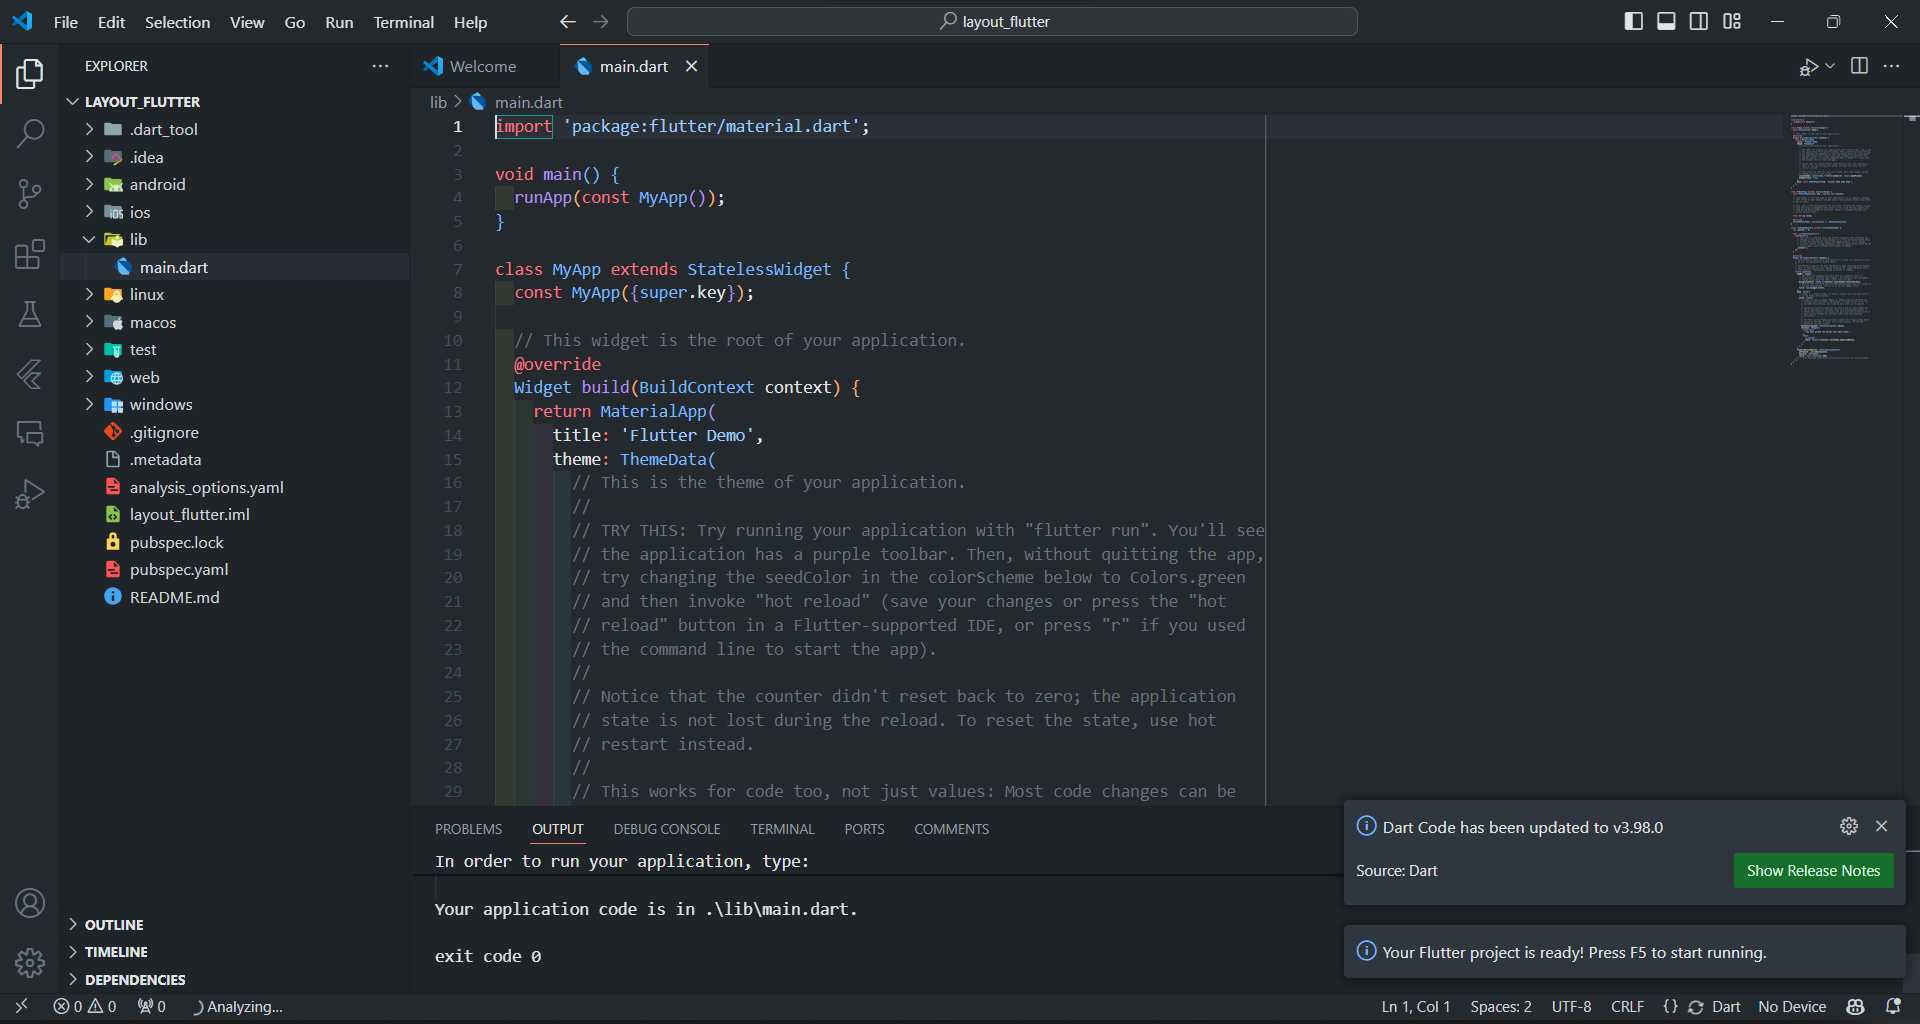 File Edit Selection View Go Run Terminal Help
layout_flutter
EXPLORER
LAYOUT_FLUTTER
.dart_tool
.idea
android
ios
lib
main.dart
linux
macos
test
web
windows
.gitignore
.metadata
analysis_options.yaml
layout_flutter.iml
pubspec.lock
pubspec.yaml
README.md
OUTLINE
TIMELINE
DEPENDENCIES
Welcome main.dart
lib > main.dart
1 import 'package:flutter/material.dart';
2
3 void main() {
4 runApp(const MyApp());
5 }
6
7 class MyApp extends StatelessWidget {
8 const MyApp({super.key});
9
10 // This widget is the root of your application.
11 @override
12 Widget build(BuildContext context) {
13 return MaterialApp(
14 title: 'Flutter Demo',
15 theme: ThemeData(
16 // This is the theme of your application.
17 //
18 // TRY THIS: Try running your application with "flutter run". You'll see
19 // the application has a purple toolbar. Then, without quitting the app,
20 // try changing the seedColor in the colorScheme below to Colors.green
21 // and then invoke "hot reload" (save your changes or press the "hot
22 // reload" button in a Flutter-supported IDE, or press "r" if you used
23 // the command line to start the app).
24 //
25 // Notice that the counter didn't reset back to zero; the application
26 // state is not lost during the reload. To reset the state, use hot
27 // restart instead.
28 //
29 // This works for code too, not just values: Most code changes can be
PROBLEMS OUTPUT DEBUG CONSOLE TERMINAL PORTS COMMENTS
In order to run your application, type:
Your application code is in .\lib\main.dart.
exit code 0
Dart Code has been updated to v3.98.0
Source: Dart
Show Release Notes
Your Flutter project is ready! Press F5 to start running.
0 0 0 Analyzing...
Ln 1, Col 1 Spaces: 2 UTF-8 CRLF {} Dart No Device